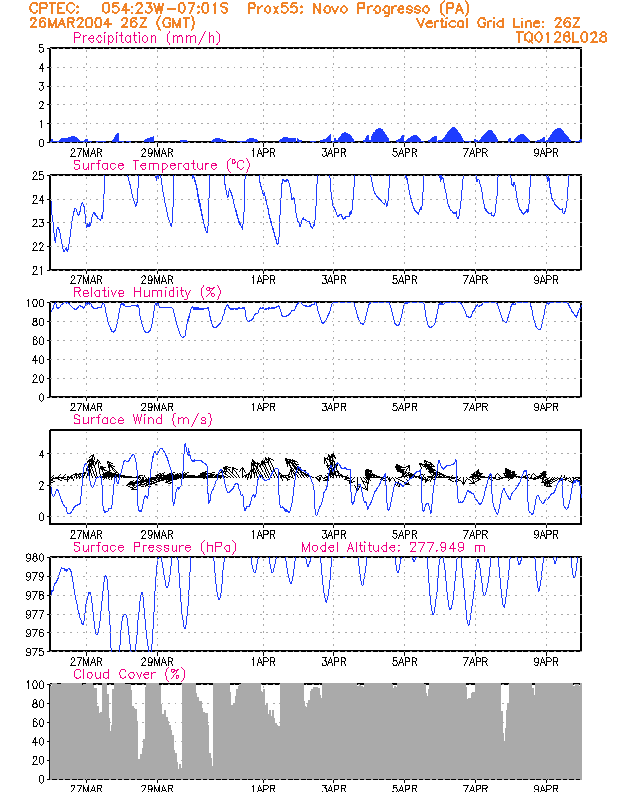 CPTEC:    054:23W-07:01S   Prox55: Novo Progresso (PA)
26MAR2004 26Z (GMT)   Vertical Grid Line: 26Z
Precipitation (mm/h)   TQ0126L028
5
4
3
2
1
0
27MAR 29MAR 1APR 3APR 5APR 7APR 9APR
Surface Temperature (ºC)
25
24
23
22
21
27MAR 29MAR 1APR 3APR 5APR 7APR 9APR
Relative Humidity (%)
100
80
60
40
20
0
27MAR 29MAR 1APR 3APR 5APR 7APR 9APR
Surface Wind (m/s)
4
2
0
27MAR 29MAR 1APR 3APR 5APR 7APR 9APR
Surface Pressure (hPa)   Model Altitude: 277.949 m
980
979
978
977
976
975
27MAR 29MAR 1APR 3APR 5APR 7APR 9APR
Cloud Cover (%)
100
80
60
40
20
0
27MAR 29MAR 1APR 3APR 5APR 7APR 9APR